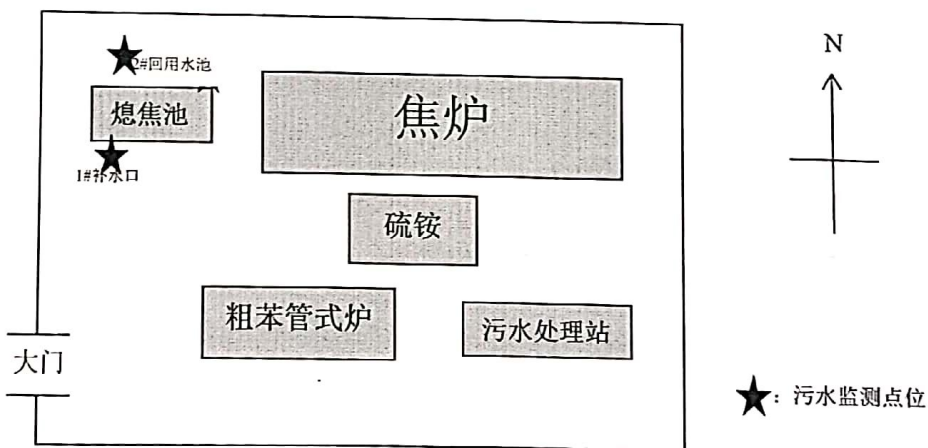 2#回用水池
熄焦池
1#补水口
焦炉
硫铵
粗苯管式炉
污水处理站
大门
N
★：污水监测点位